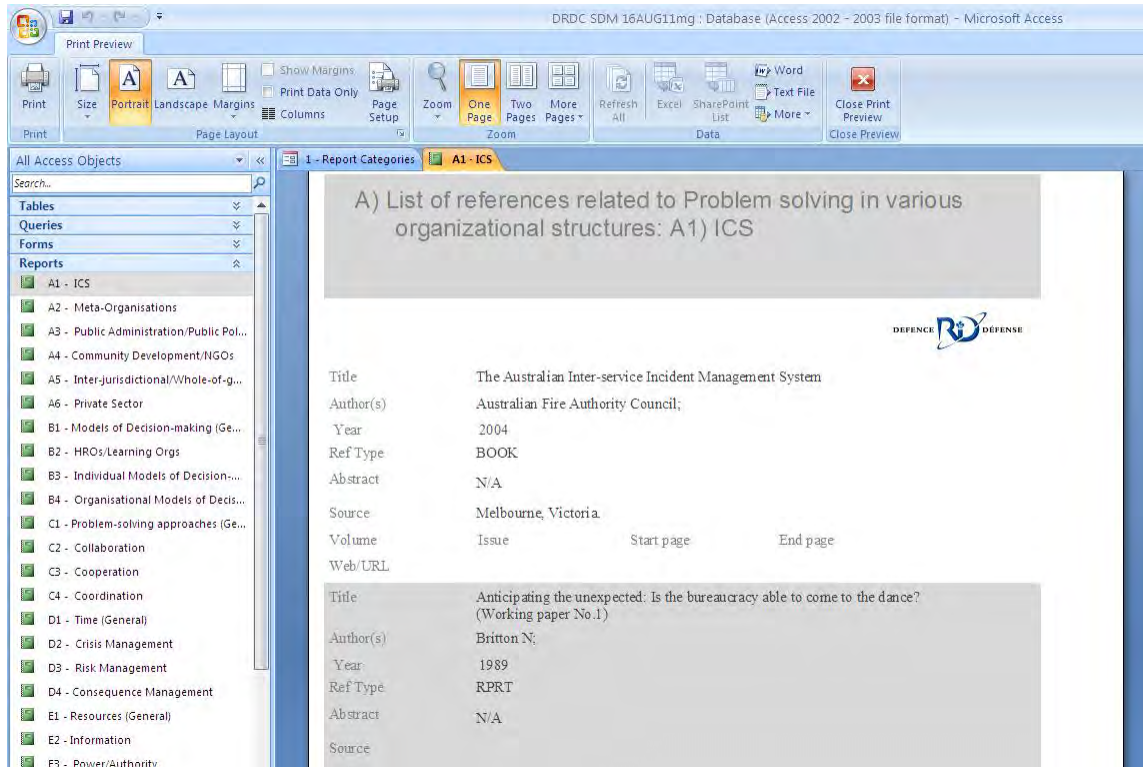 DRDC SDM 16AUG11mg : Database (Access 2002 - 2003 file format) - Microsoft Access
Print Preview
Print
Size
Portrait
Landscape
Margins
Show Margins
Print Data Only
Columns
Page Setup
Zoom
One Page
Two Pages
More Pages
Refresh All
Excel
SharePoint List
Word
Text File
More
Close Print Preview
Print
Page Layout
Zoom
Data
Close Preview
All Access Objects
Search...
Tables
Queries
Forms
Reports
A1 - ICS
A2 - Meta-Organisations
A3 - Public Administration/Public Pol...
A4 - Community Development/NGOs
A5 - Inter-jurisdictional/Whole-of-g...
A6 - Private Sector
B1 - Models of Decision-making (Ge...
B2 - HROs/Learning Orgs
B3 - Individual Models of Decision-...
B4 - Organisational Models of Decis...
C1 - Problem-solving approaches (Ge...
C2 - Collaboration
C3 - Cooperation
C4 - Coordination
D1 - Time (General)
D2 - Crisis Management
D3 - Risk Management
D4 - Consequence Management
E1 - Resources (General)
E2 - Information
E3 - Power/Authority
1 - Report Categories
A1 - ICS
A) List of references related to Problem solving in various
organizational structures: A1) ICS
DEFENCE R&D DÉFENSE
Title The Australian Inter-service Incident Management System
Author(s) Australian Fire Authority Council;
Year 2004
Ref Type BOOK
Abstract N/A
Source Melbourne, Victoria.
Volume Issue Start page End page
Web/URL
Title Anticipating the unexpected: Is the bureaucracy able to come to the dance?
(Working paper No.1)
Author(s) Britton N;
Year 1989
Ref Type RPRT
Abstract N/A
Source